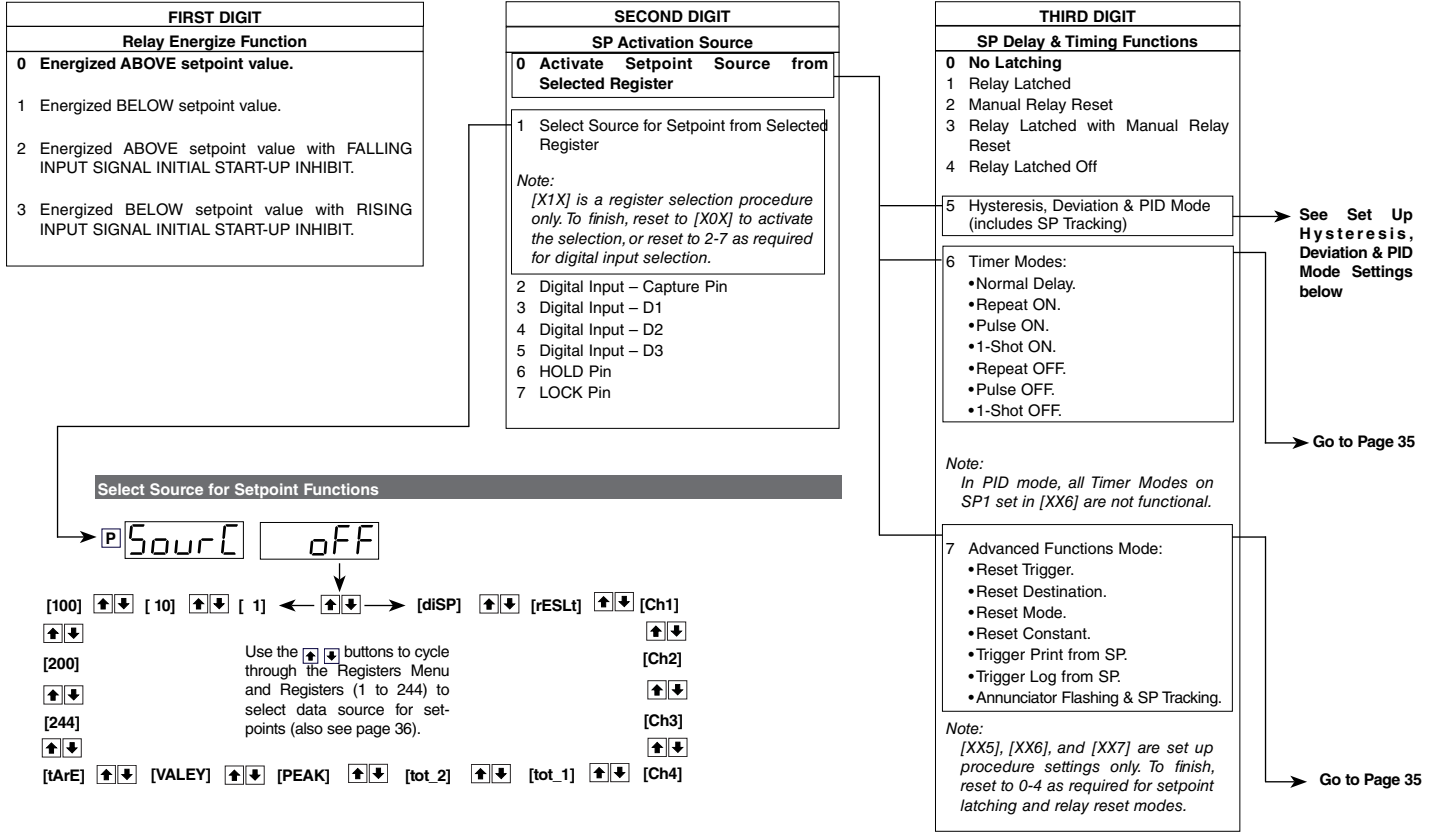 FIRST DIGIT
Relay Energize Function
0 Energized ABOVE setpoint value.
1 Energized BELOW setpoint value.
2 Energized ABOVE setpoint value with FALLING
INPUT SIGNAL INITIAL START-UP INHIBIT.
3 Energized BELOW setpoint value with RISING
INPUT SIGNAL INITIAL START-UP INHIBIT.
SECOND DIGIT
SP Activation Source
0 Activate Setpoint Source from
Selected Register
1 Select Source for Setpoint from Selected
Register
Note:
[X1X] is a register selection procedure
only. To finish, reset to [X0X] to activate
the selection, or reset to 2-7 as required
for digital input selection.
2 Digital Input – Capture Pin
3 Digital Input – D1
4 Digital Input – D2
5 Digital Input – D3
6 HOLD Pin
7 LOCK Pin
THIRD DIGIT
SP Delay & Timing Functions
0 No Latching
1 Relay Latched
2 Manual Relay Reset
3 Relay Latched with Manual Relay
Reset
4 Relay Latched Off
5 Hysteresis, Deviation & PID Mode
(includes SP Tracking)
See Set Up
Hysteresis,
Deviation & PID
Mode Settings
below
6 Timer Modes:
•Normal Delay.
•Repeat ON.
•Pulse ON.
•1-Shot ON.
•Repeat OFF.
•Pulse OFF.
•1-Shot OFF.
Go to Page 35
Note:
In PID mode, all Timer Modes on
SP1 set in [XX6] are not functional.
7 Advanced Functions Mode:
•Reset Trigger.
•Reset Destination.
•Reset Mode.
•Reset Constant.
•Trigger Print from SP.
•Trigger Log from SP.
•Annunciator Flashing & SP Tracking.
Go to Page 35
Note:
[XX5], [XX6], and [XX7] are set up
procedure settings only. To finish,
reset to 0-4 as required for setpoint
latching and relay reset modes.
Select Source for Setpoint Functions
P SourC oFF
[100] [ 10] [ 1] [diSP] [rESLt] [Ch1]
[200] [Ch2]
[244] [Ch3]
Use the buttons to cycle
through the Registers Menu
and Registers (1 to 244) to
select data source for set-
points (also see page 36).
[tArE] [VALEY] [PEAK] [tot_2] [tot_1] [Ch4]